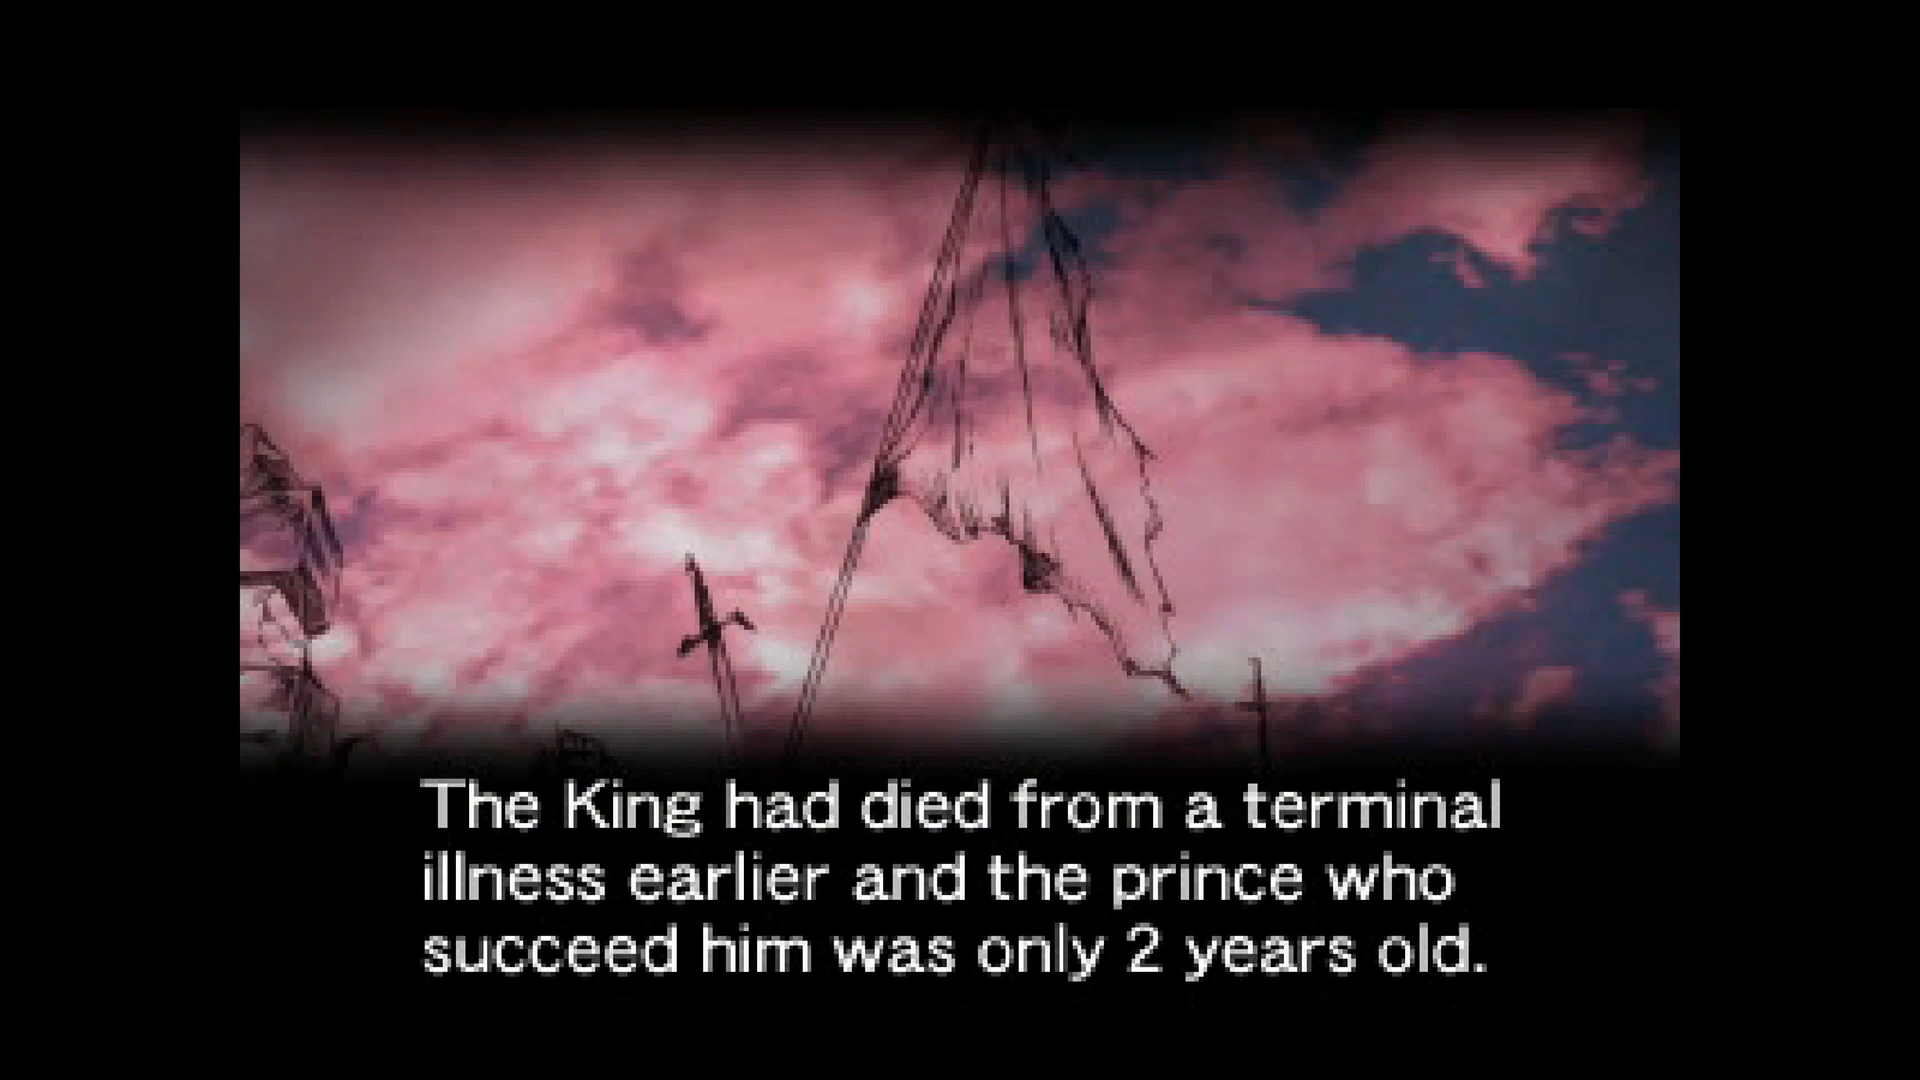 The King had died from a terminal
illness earlier and the prince who
succeed him was only 2 years old.